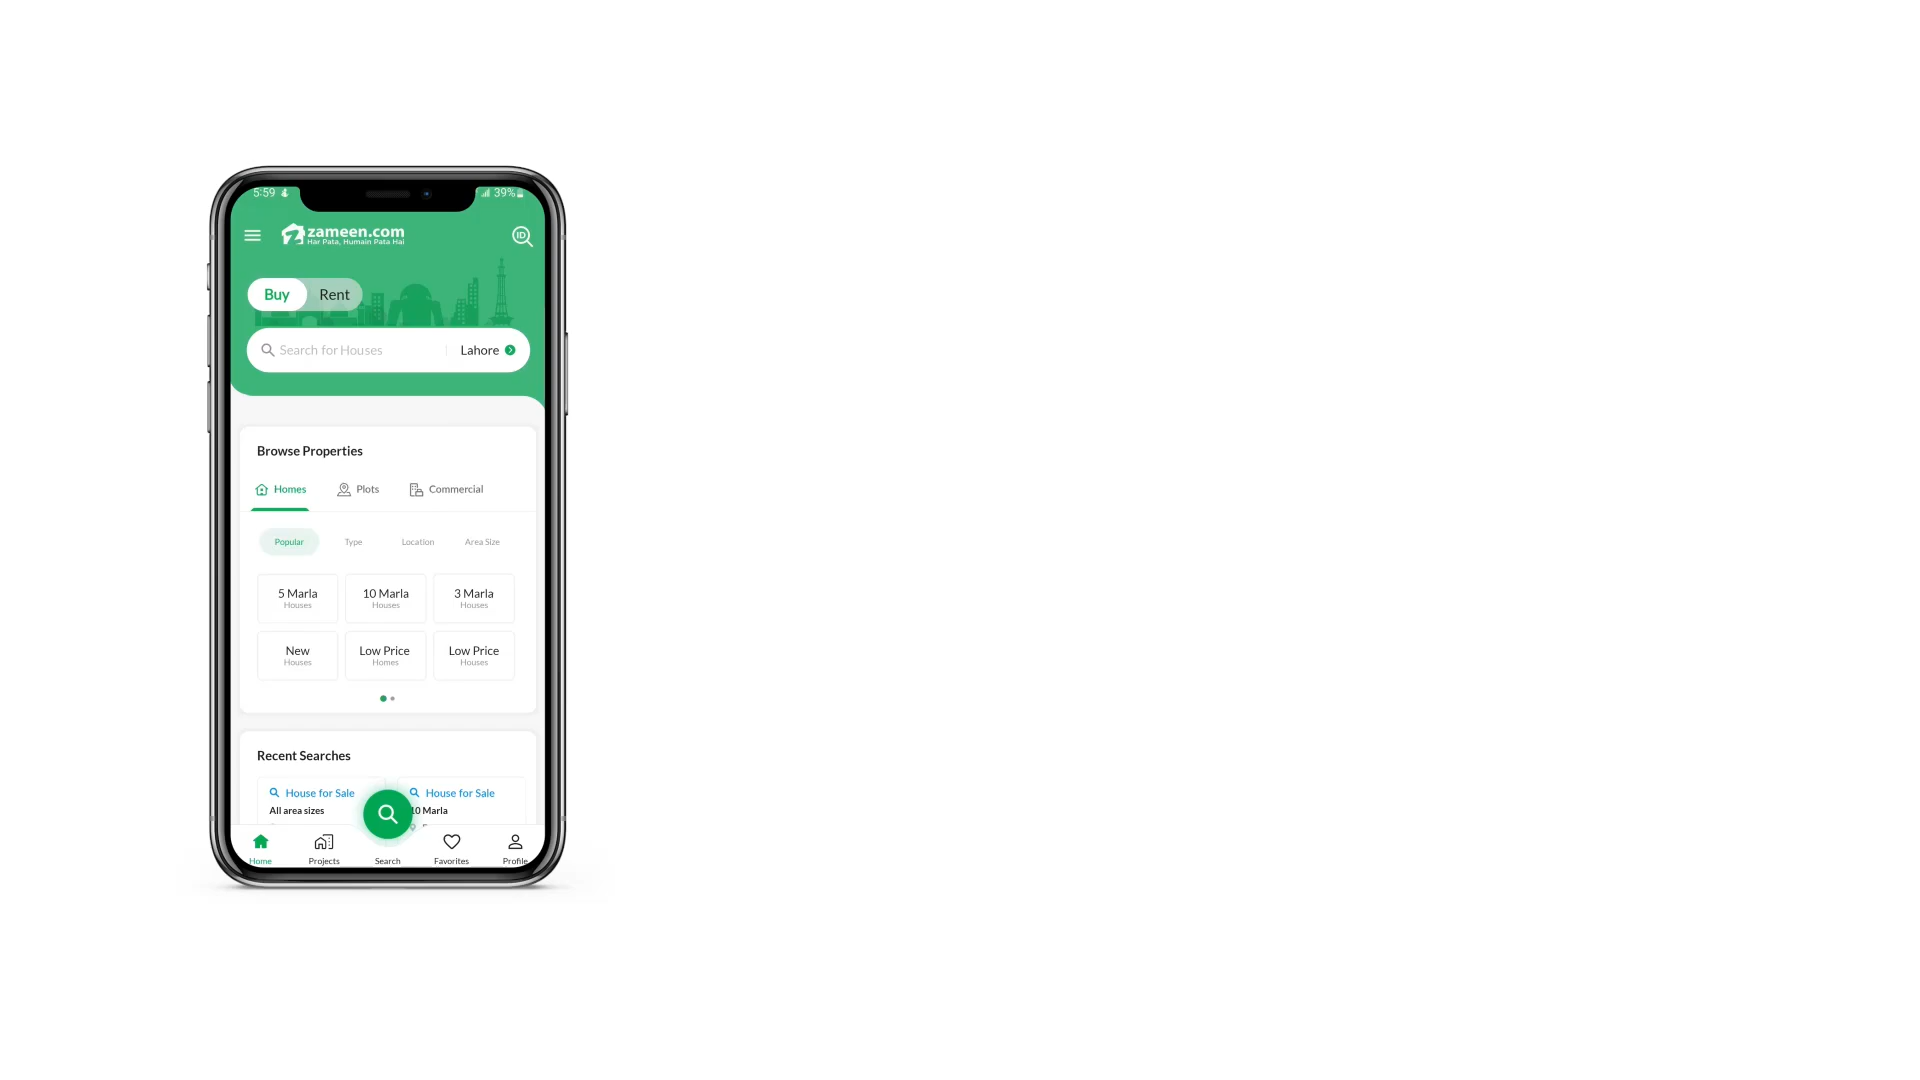 5:59
39%
zameen.com
Har Pata, Humain Pata Hai
ID
Buy Rent
Search for Houses Lahore
Browse Properties
Homes Plots Commercial
Popular Type Location Area Size
5 Marla 10 Marla 3 Marla
Houses Houses Houses
New Low Price Low Price
Houses Homes Houses
Recent Searches
House for Sale House for Sale
All area sizes 10 Marla
Home Projects Search Favorites Profile